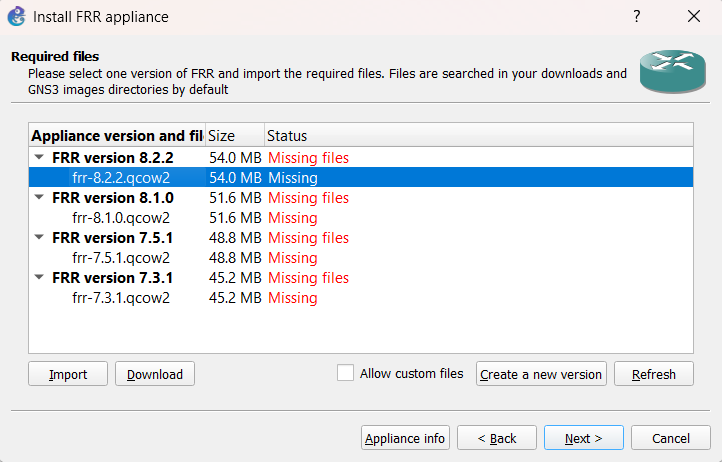 Install FRR appliance
?
Required files
Please select one version of FRR and import the required files. Files are searched in your downloads and
GNS3 images directories by default
Appliance version and fil Size Status
FRR version 8.2.2 54.0 MB Missing files
frr-8.2.2.qcow2 54.0 MB Missing
FRR version 8.1.0 51.6 MB Missing files
frr-8.1.0.qcow2 51.6 MB Missing
FRR version 7.5.1 48.8 MB Missing files
frr-7.5.1.qcow2 48.8 MB Missing
FRR version 7.3.1 45.2 MB Missing files
frr-7.3.1.qcow2 45.2 MB Missing
Import Download Allow custom files Create a new version Refresh
Appliance info < Back Next > Cancel